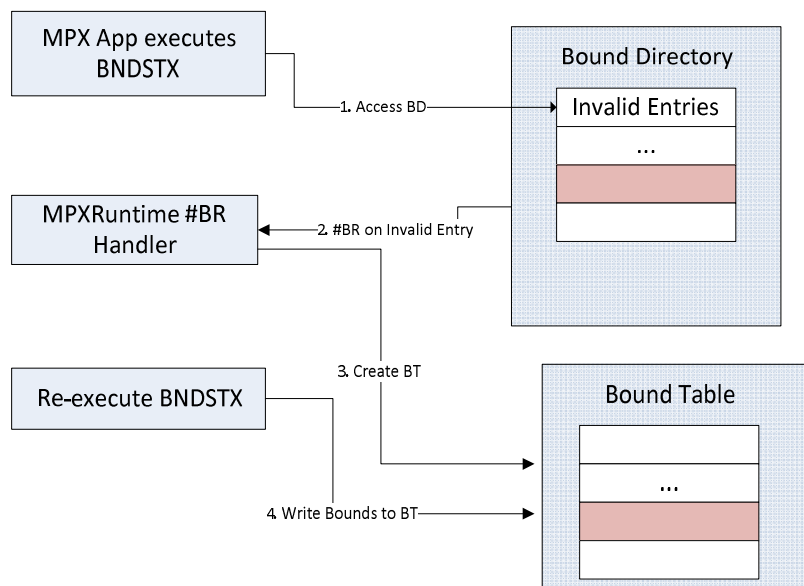 MPX App executes
BNDSTX
Bound Directory
1. Access BD
Invalid Entries
...
MPXRuntime #BR
Handler
2. #BR on Invalid Entry
3. Create BT
Re-execute BNDSTX
Bound Table
...
4. Write Bounds to BT